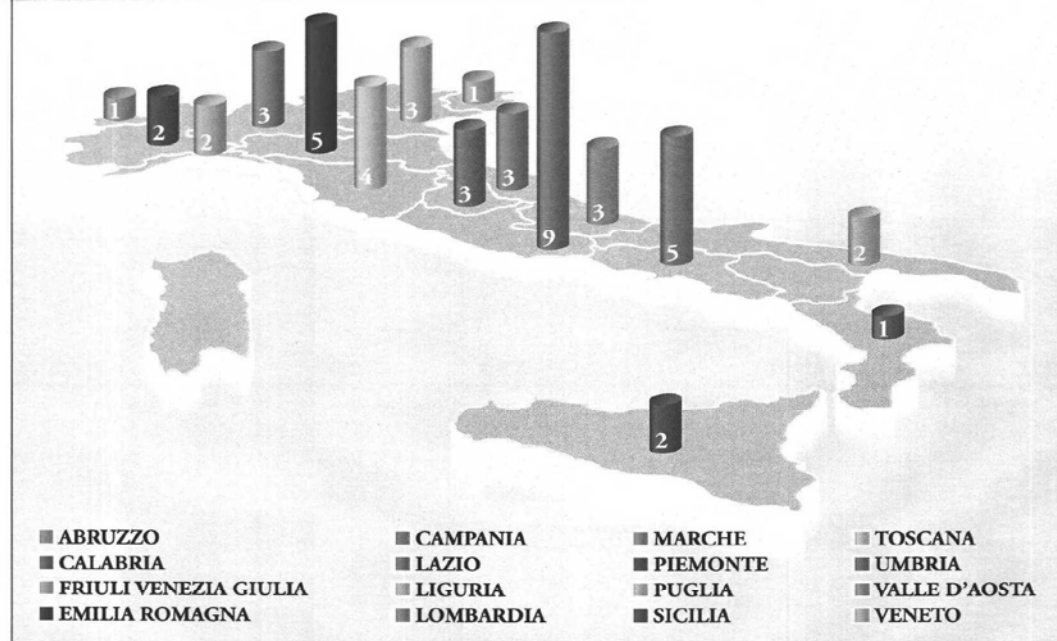 1
2
2
3
5
4
3
1
3
3
9
3
5
2
1
2
ABRUZZO
CALABRIA
FRIULI VENEZIA GIULIA
EMILIA ROMAGNA
CAMPANIA
LAZIO
LIGURIA
LOMBARDIA
MARCHE
PIEMONTE
PUGLIA
SICILIA
TOSCANA
UMBRIA
VALLE D'AOSTA
VENETO